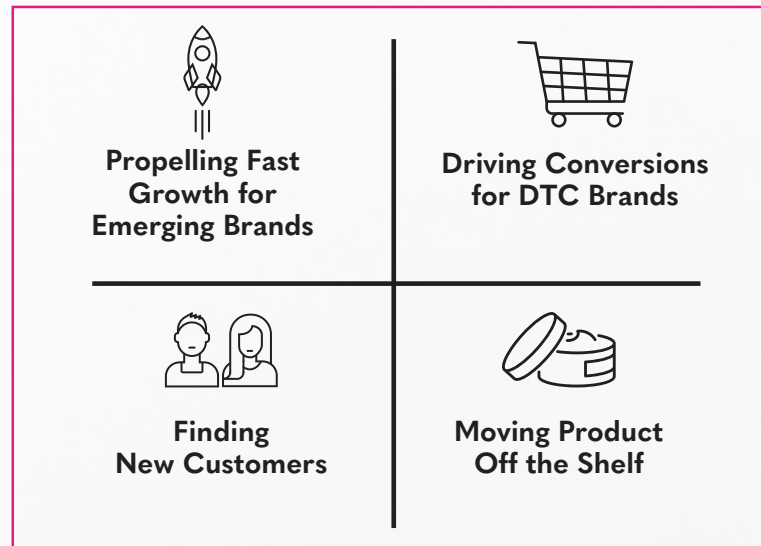 Propelling Fast
Growth for
Emerging Brands
Driving Conversions
for DTC Brands
Finding
New Customers
Moving Product
Off the Shelf